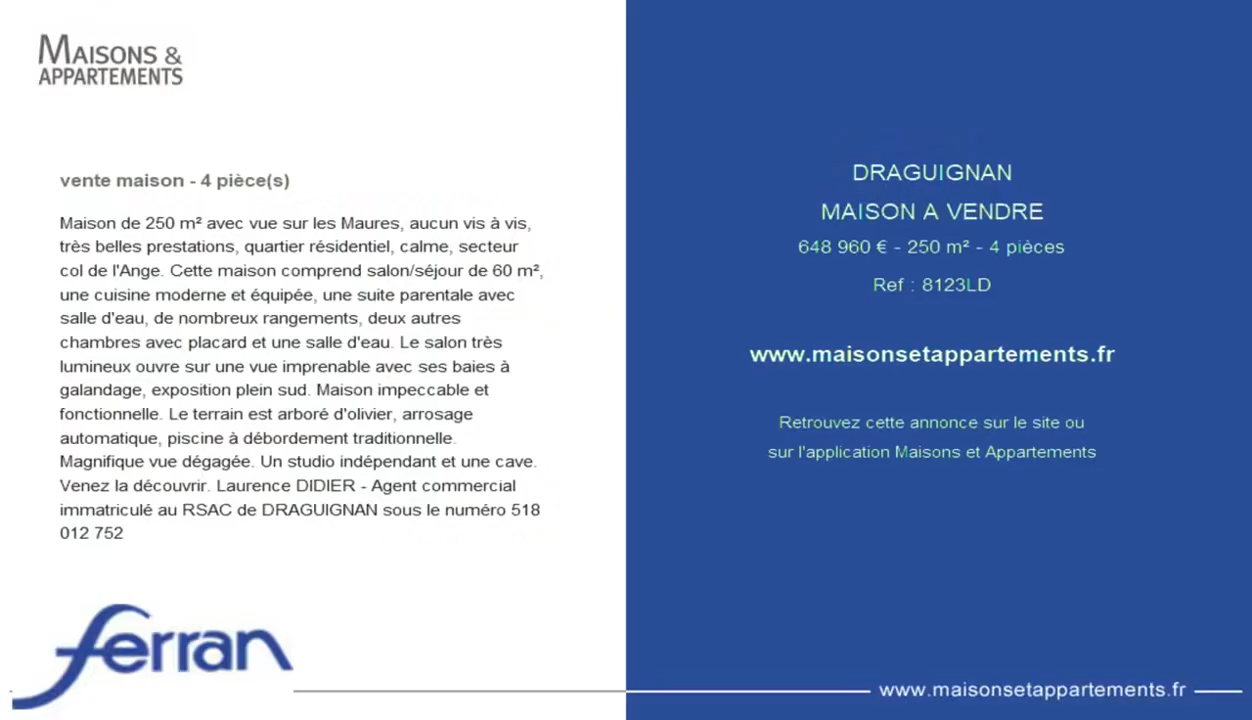 MAISONS &
APPARTEMENTS
vente maison - 4 pièce(s)
Maison de 250 m² avec vue sur les Maures, aucun vis à vis,
très belles prestations, quartier résidentiel, calme, secteur
col de l'Ange. Cette maison comprend salon/séjour de 60 m²,
une cuisine moderne et équipée, une suite parentale avec
salle d'eau, de nombreux rangements, deux autres
chambres avec placard et une salle d'eau. Le salon très
lumineux ouvre sur une vue imprenable avec ses baies à
galandage, exposition plein sud. Maison impeccable et
fonctionnelle. Le terrain est arboré d'olivier, arrosage
automatique, piscine à débordement traditionnelle.
Magnifique vue dégagée. Un studio indépendant et une cave.
Venez la découvrir. Laurence DIDIER - Agent commercial
immatriculé au RSAC de DRAGUIGNAN sous le numéro 518
012 752
ferran
DRAGUIGNAN
MAISON A VENDRE
648 960 € - 250 m² - 4 pièces
Ref : 8123LD
www.maisonsetappartements.fr
Retrouvez cette annonce sur le site ou
sur l'application Maisons et Appartements
www.maisonsetappartements.fr